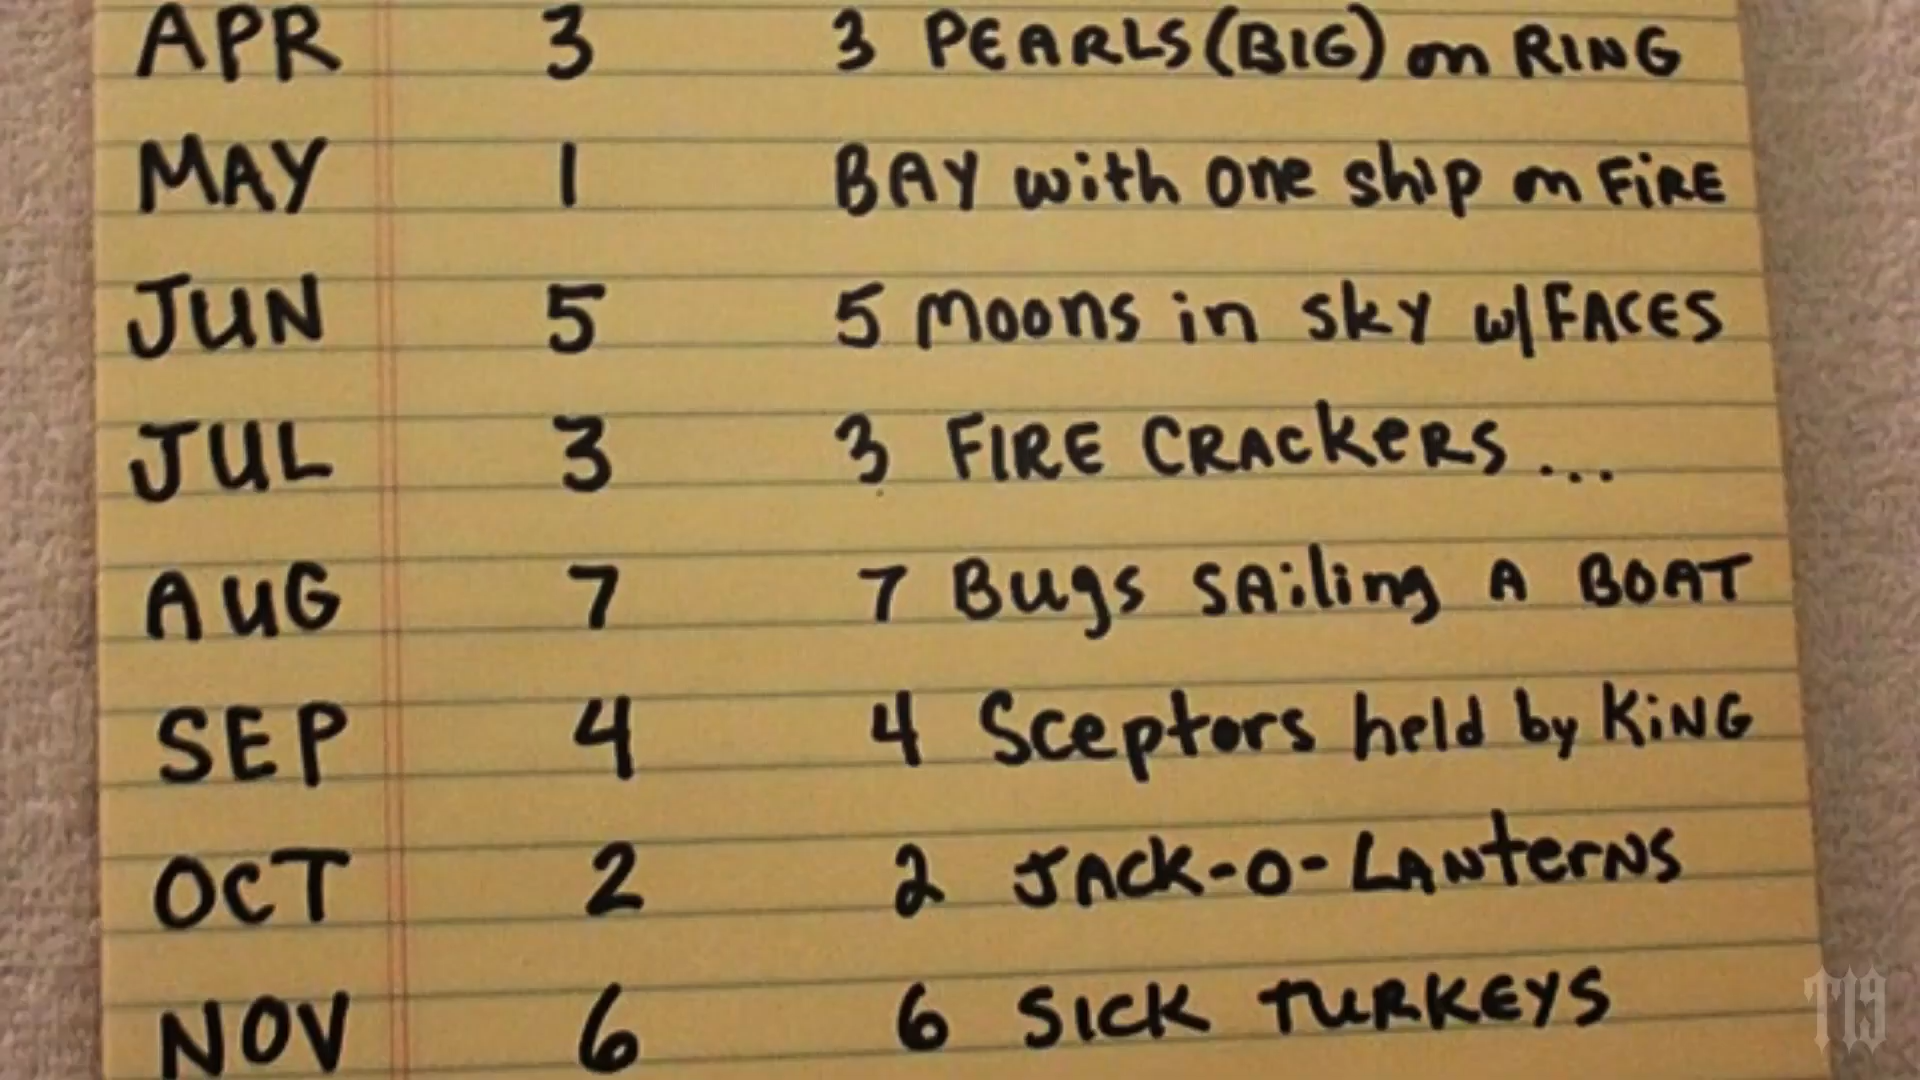 APR 3 3 PEARLS (BIG) on RING
MAY 1 BAY with one ship on FiRE
JUN 5 5 Moons in sky w/ FACES
JUL 3 3 FIRE CRACkERS ...
AUG 7 7 Bugs SAiling A BOAT
SEP 4 4 Sceptors held by KiNG
OCT 2 2 JACK-O-LANterNS
NOV 6 6 SICK TURKEYS
T19